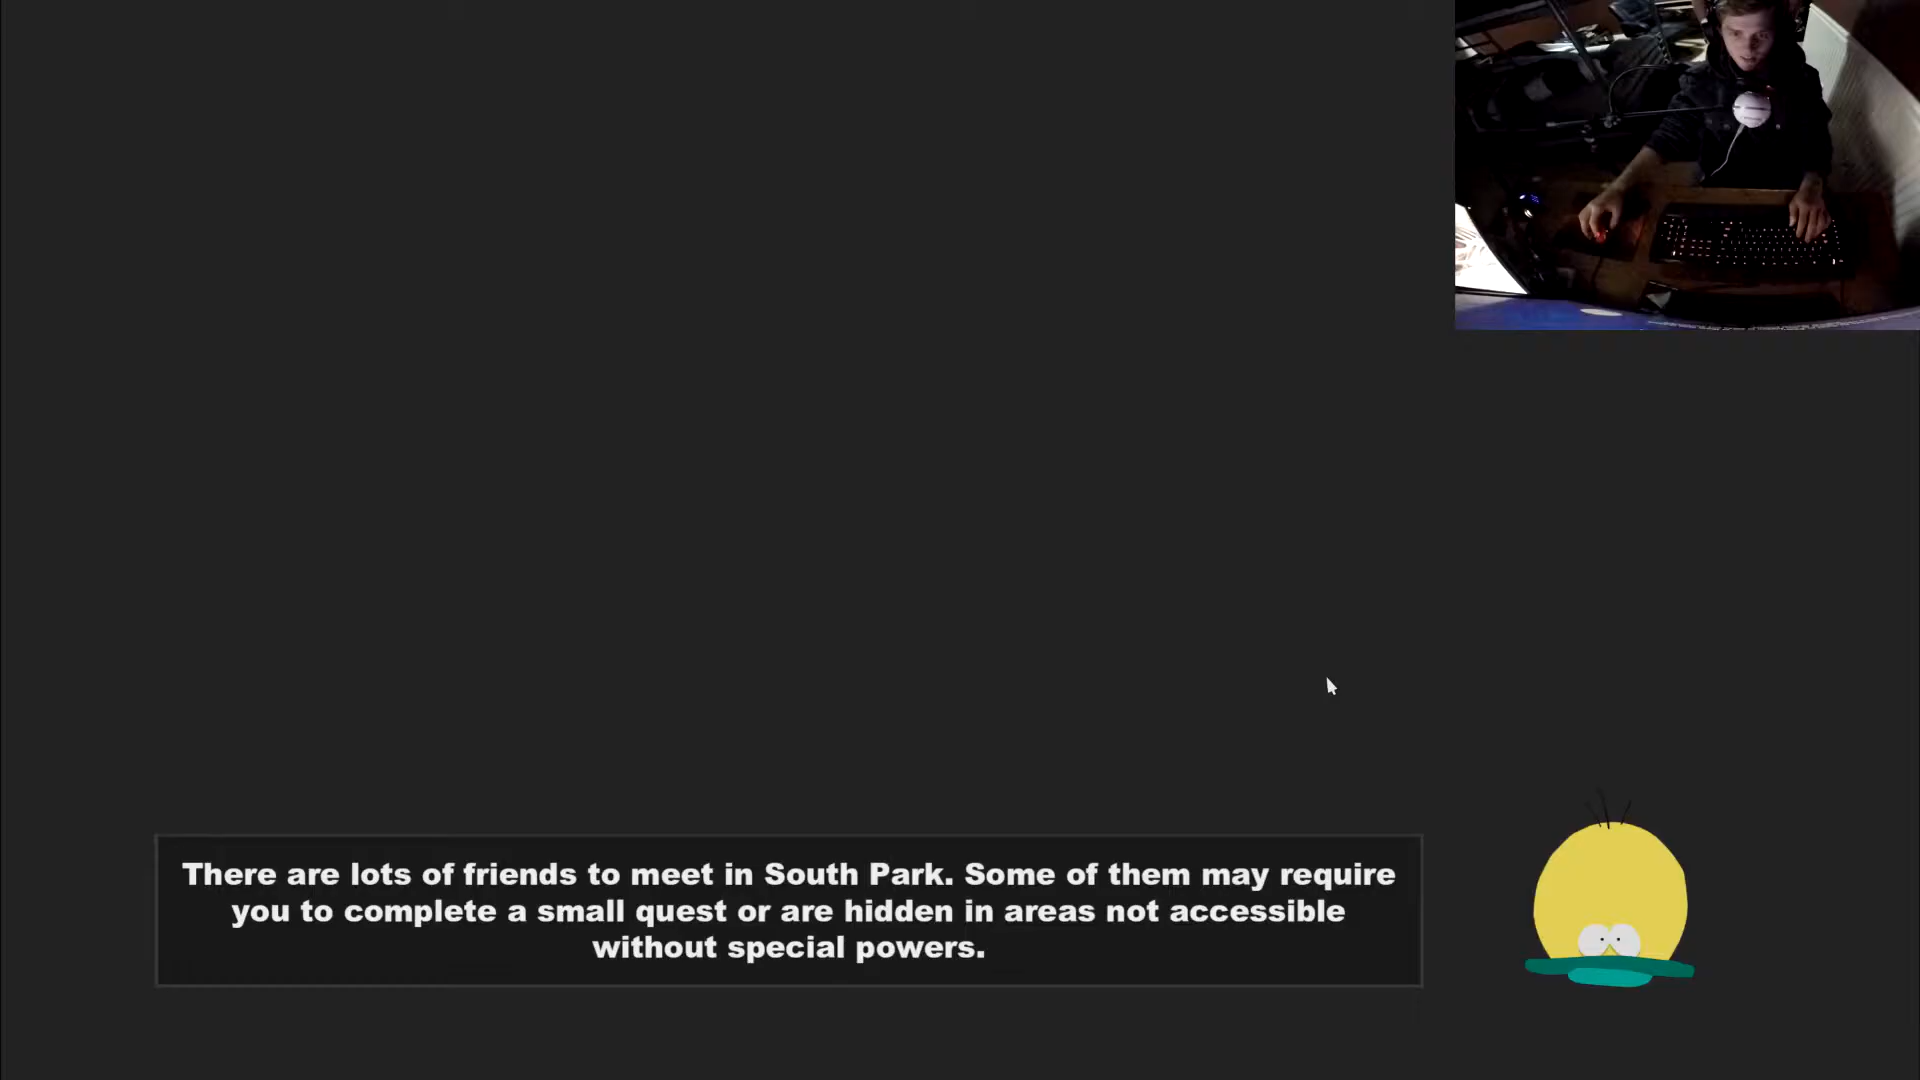 There are lots of friends to meet in South Park. Some of them may require
you to complete a small quest or are hidden in areas not accessible
without special powers.